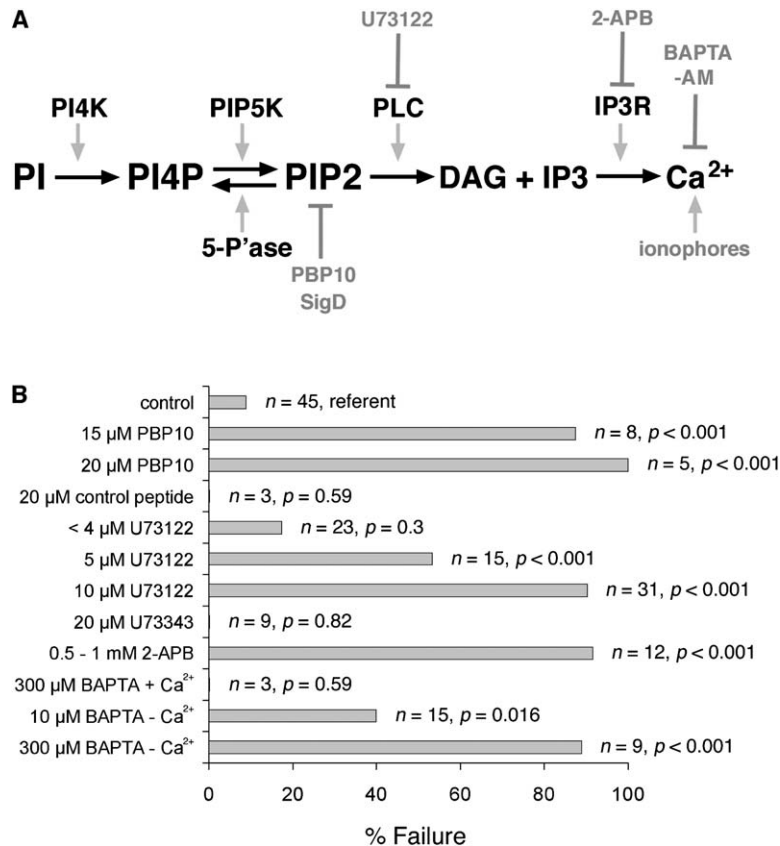 A
U73122
2-APB
BAPTA
-AM
PI4K
PIP5K
PLC
IP3R
PI
PI4P
PIP2
DAG + IP3
Ca²⁺
5-P'ase
PBP10
SigD
ionophores
B
control
n = 45, referent
15 µM PBP10
n = 8, p < 0.001
20 µM PBP10
n = 5, p < 0.001
20 µM control peptide
n = 3, p = 0.59
< 4 µM U73122
n = 23, p = 0.3
5 µM U73122
n = 15, p < 0.001
10 µM U73122
n = 31, p < 0.001
20 µM U73343
n = 9, p = 0.82
0.5 - 1 mM 2-APB
n = 12, p < 0.001
300 µM BAPTA + Ca²⁺
n = 3, p = 0.59
10 µM BAPTA - Ca²⁺
n = 15, p = 0.016
300 µM BAPTA - Ca²⁺
n = 9, p < 0.001
0 20 40 60 80 100
% Failure